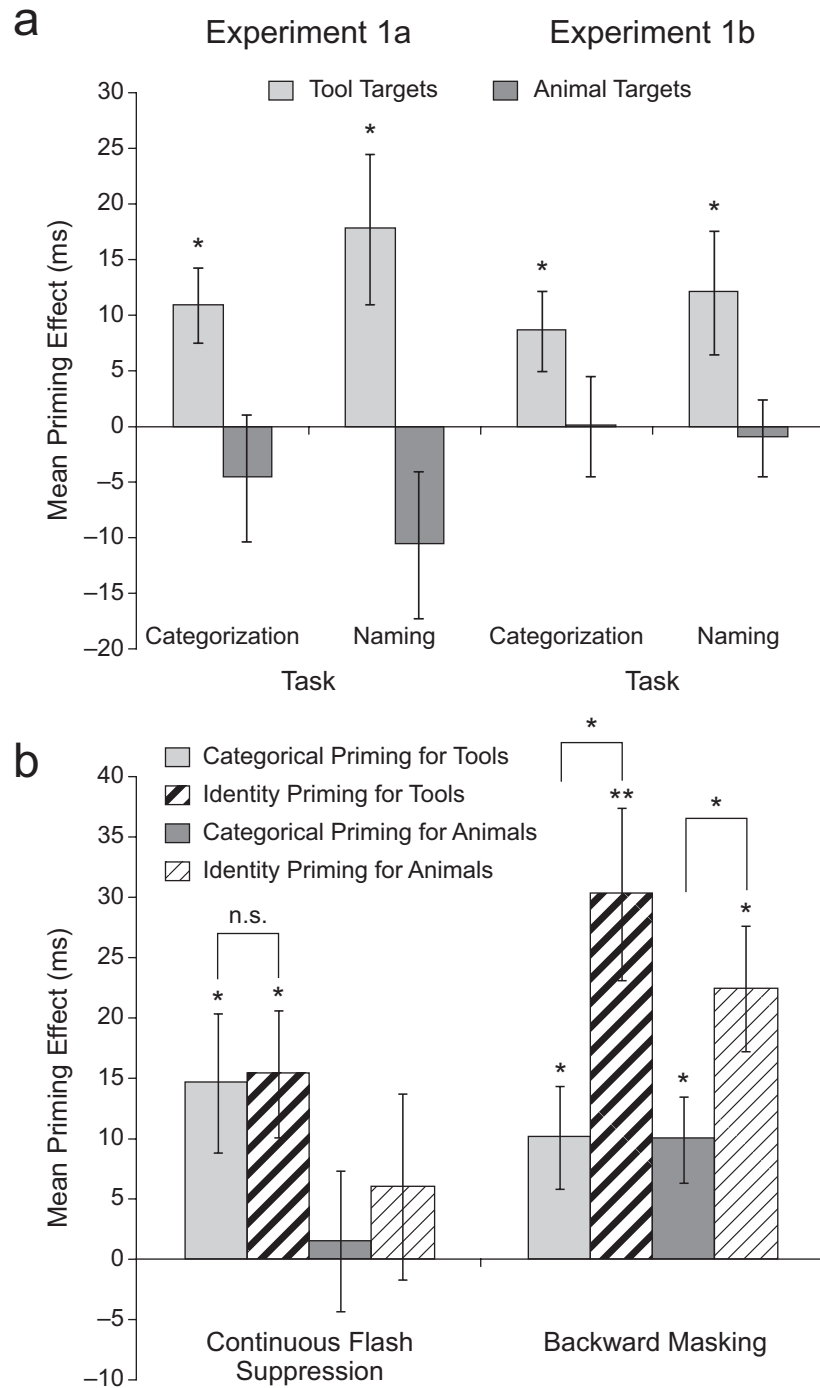 a
Experiment 1a
Experiment 1b
Tool Targets
Animal Targets
Mean Priming Effect (ms)
30
25
20
15
10
5
0
–5
–10
–15
–20
*
*
*
*
Categorization
Naming
Categorization
Naming
Task
Task
b
Categorical Priming for Tools
Identity Priming for Tools
Categorical Priming for Animals
Identity Priming for Animals
Mean Priming Effect (ms)
40
35
30
25
20
15
10
5
0
–5
–10
n.s.
*
*
*
*
**
*
*
*
Continuous Flash
Suppression
Backward Masking